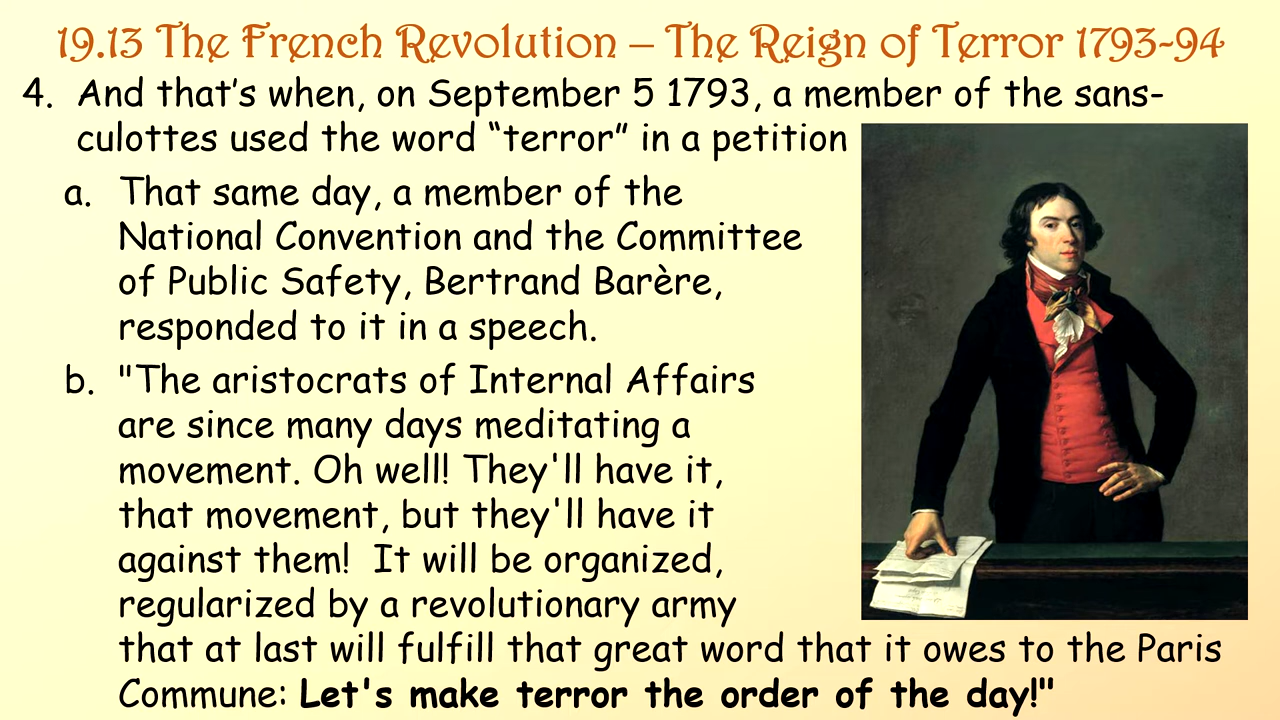 19.13 The French Revolution – The Reign of Terror 1793-94
4. And that’s when, on September 5 1793, a member of the sans-
culottes used the word “terror” in a petition
a. That same day, a member of the
National Convention and the Committee
of Public Safety, Bertrand Barère,
responded to it in a speech.
b. "The aristocrats of Internal Affairs
are since many days meditating a
movement. Oh well! They'll have it,
that movement, but they'll have it
against them!  It will be organized,
regularized by a revolutionary army
that at last will fulfill that great word that it owes to the Paris
Commune: Let's make terror the order of the day!"